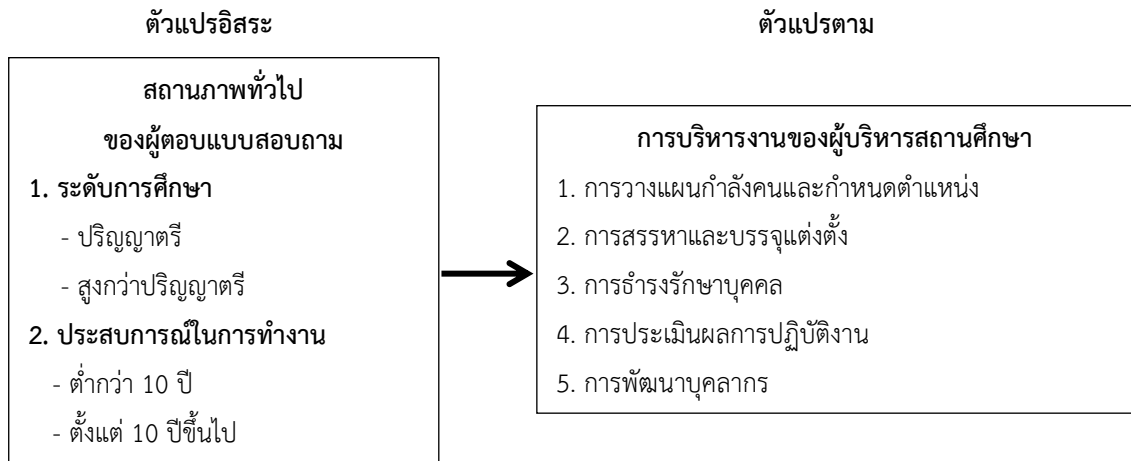 ตัวแปรอิสระ
สถานภาพทั่วไป
ของผู้ตอบแบบสอบถาม
1. ระดับการศึกษา
- ปริญญาตรี
- สูงกว่าปริญญาตรี
2. ประสบการณ์ในการทำงาน
- ต่ำกว่า 10 ปี
- ตั้งแต่ 10 ปีขึ้นไป
ตัวแปรตาม
การบริหารงานของผู้บริหารสถานศึกษา
1. การวางแผนกำลังคนและกำหนดตำแหน่ง
2. การสรรหาและบรรจุแต่งตั้ง
3. การธำรงรักษาบุคคล
4. การประเมินผลการปฏิบัติงาน
5. การพัฒนาบุคลากร